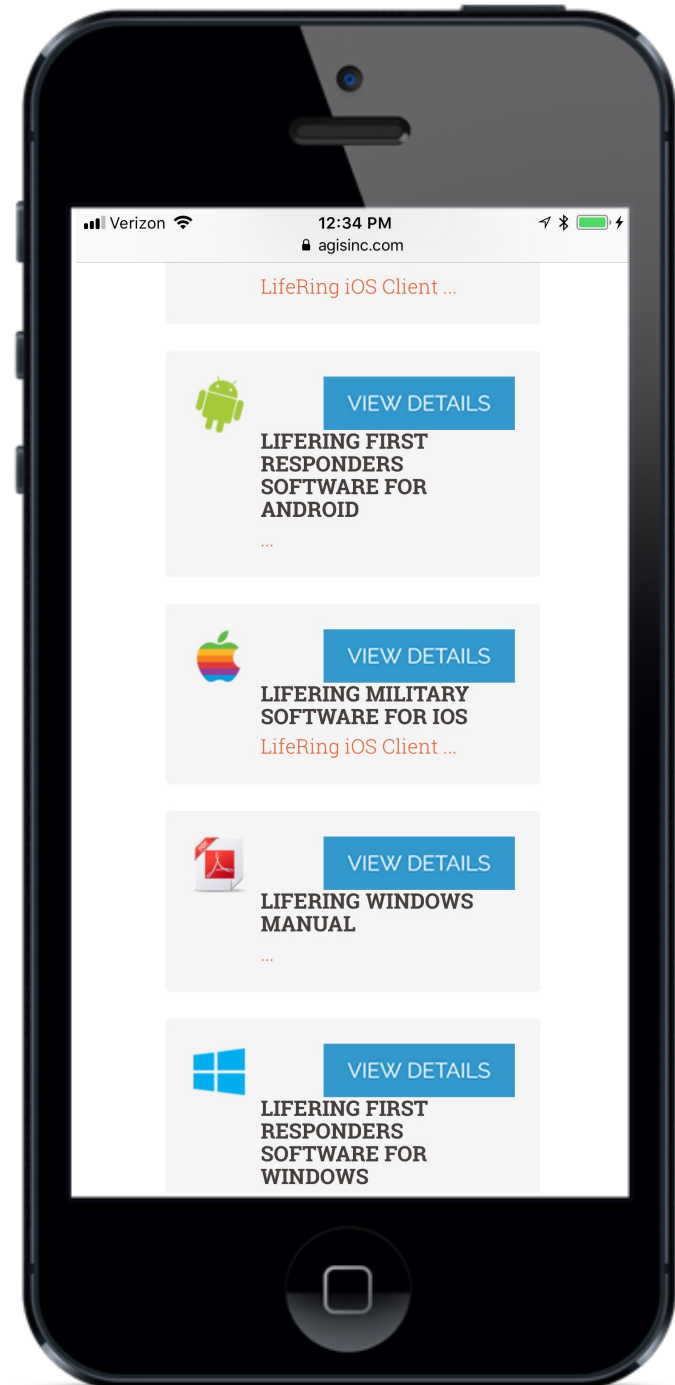 Verizon
12:34 PM
agisinc.com
LifeRing iOS Client ...
VIEW DETAILS
LIFERING FIRST
RESPONDERS
SOFTWARE FOR
ANDROID
...
VIEW DETAILS
LIFERING MILITARY
SOFTWARE FOR IOS
LifeRing iOS Client ...
PDF
VIEW DETAILS
LIFERING WINDOWS
MANUAL
...
VIEW DETAILS
LIFERING FIRST
RESPONDERS
SOFTWARE FOR
WINDOWS